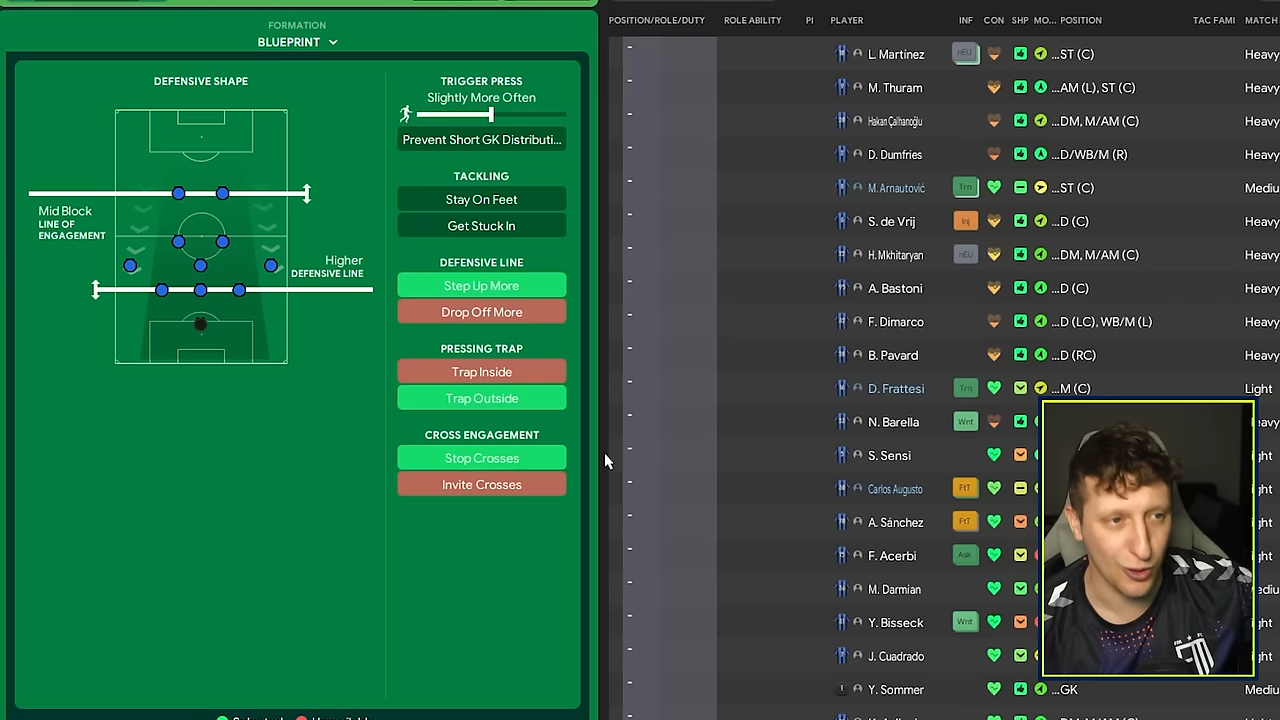 FORMATION
BLUEPRINT
DEFENSIVE SHAPE
Mid Block
LINE OF
ENGAGEMENT
Higher
DEFENSIVE LINE
TRIGGER PRESS
Slightly More Often
Prevent Short GK Distributi...
TACKLING
Stay On Feet
Get Stuck In
DEFENSIVE LINE
Step Up More
Drop Off More
PRESSING TRAP
Trap Inside
Trap Outside
CROSS ENGAGEMENT
Stop Crosses
Invite Crosses
POSITION/ROLE/DUTY ROLE ABILITY PI PLAYER INF CON SHP MO... POSITION TAC FAMI MATCH
- L. Martínez nEU ...ST (C) Heavy
- M. Thuram ...AM (L), ST (C) Heavy
- Hakan Çalhanoğlu ...DM, M/AM (C) Heavy
- D. Dumfries ...D/WB/M (R) Heavy
- M. Arnautović Trn ...ST (C) Mediu
- S. de Vrij Inj ...D (C) Heavy
- H. Mkhitaryan nEU ...DM, M/AM (C) Heavy
- A. Bastoni ...D (C) Heavy
- F. Dimarco ...D (LC), WB/M (L) Heavy
- B. Pavard ...D (RC) Heavy
- D. Frattesi Trn ...M (C) Light
- N. Barella Wnt
- S. Sensi
- Carlos Augusto FtT
- A. Sánchez FtT
- F. Acerbi Ask
- M. Darmian
- Y. Bisseck Wnt
- J. Cuadrado
- Y. Sommer ...GK Mediu